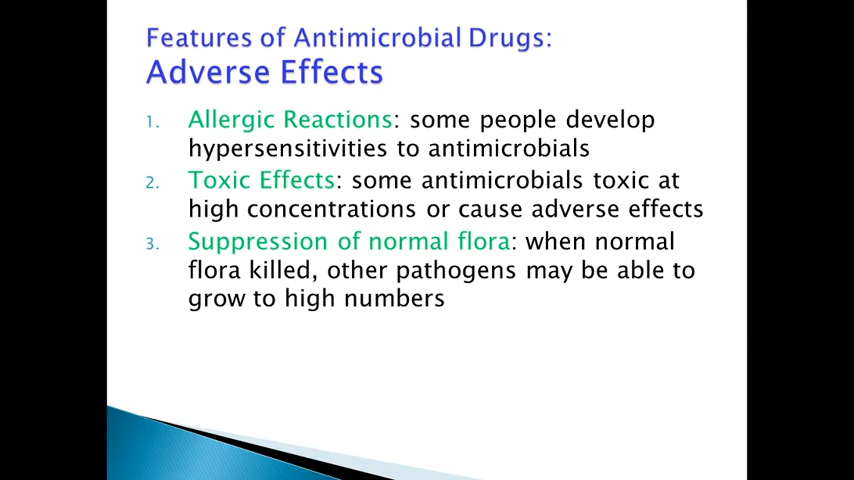 Features of Antimicrobial Drugs:
Adverse Effects
1. Allergic Reactions: some people develop
hypersensitivities to antimicrobials
2. Toxic Effects: some antimicrobials toxic at
high concentrations or cause adverse effects
3. Suppression of normal flora: when normal
flora killed, other pathogens may be able to
grow to high numbers